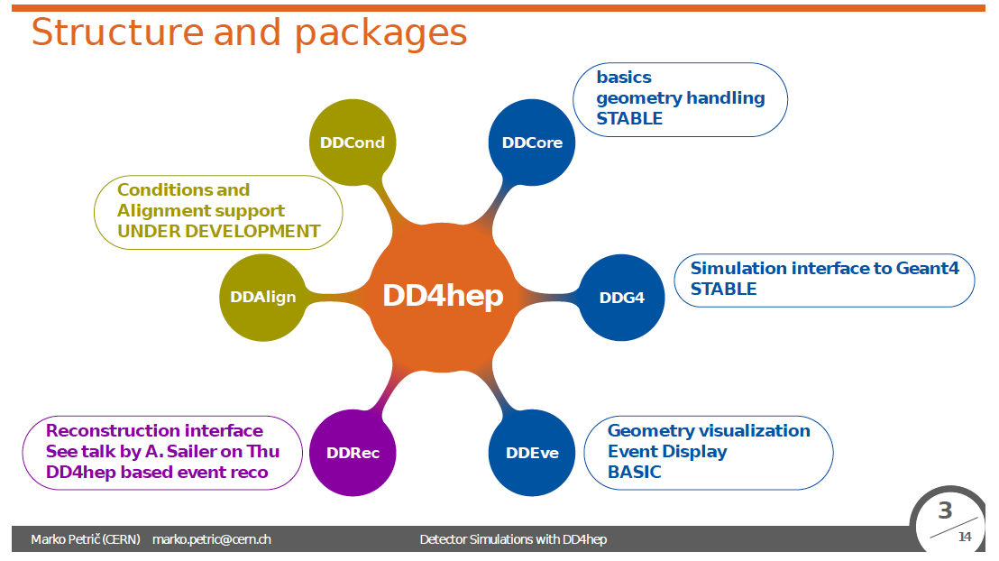 Structure and packages
basics
geometry handling
STABLE
DDCond
DDCore
Conditions and
Alignment support
UNDER DEVELOPMENT
Simulation interface to Geant4
STABLE
DDAlign
DD4hep
DDG4
Reconstruction interface
See talk by A. Sailer on Thu
DD4hep based event reco
DDRec
DDEve
Geometry visualization
Event Display
BASIC
3
14
Marko Petrič (CERN) marko.petric@cern.ch
Detector Simulations with DD4hep